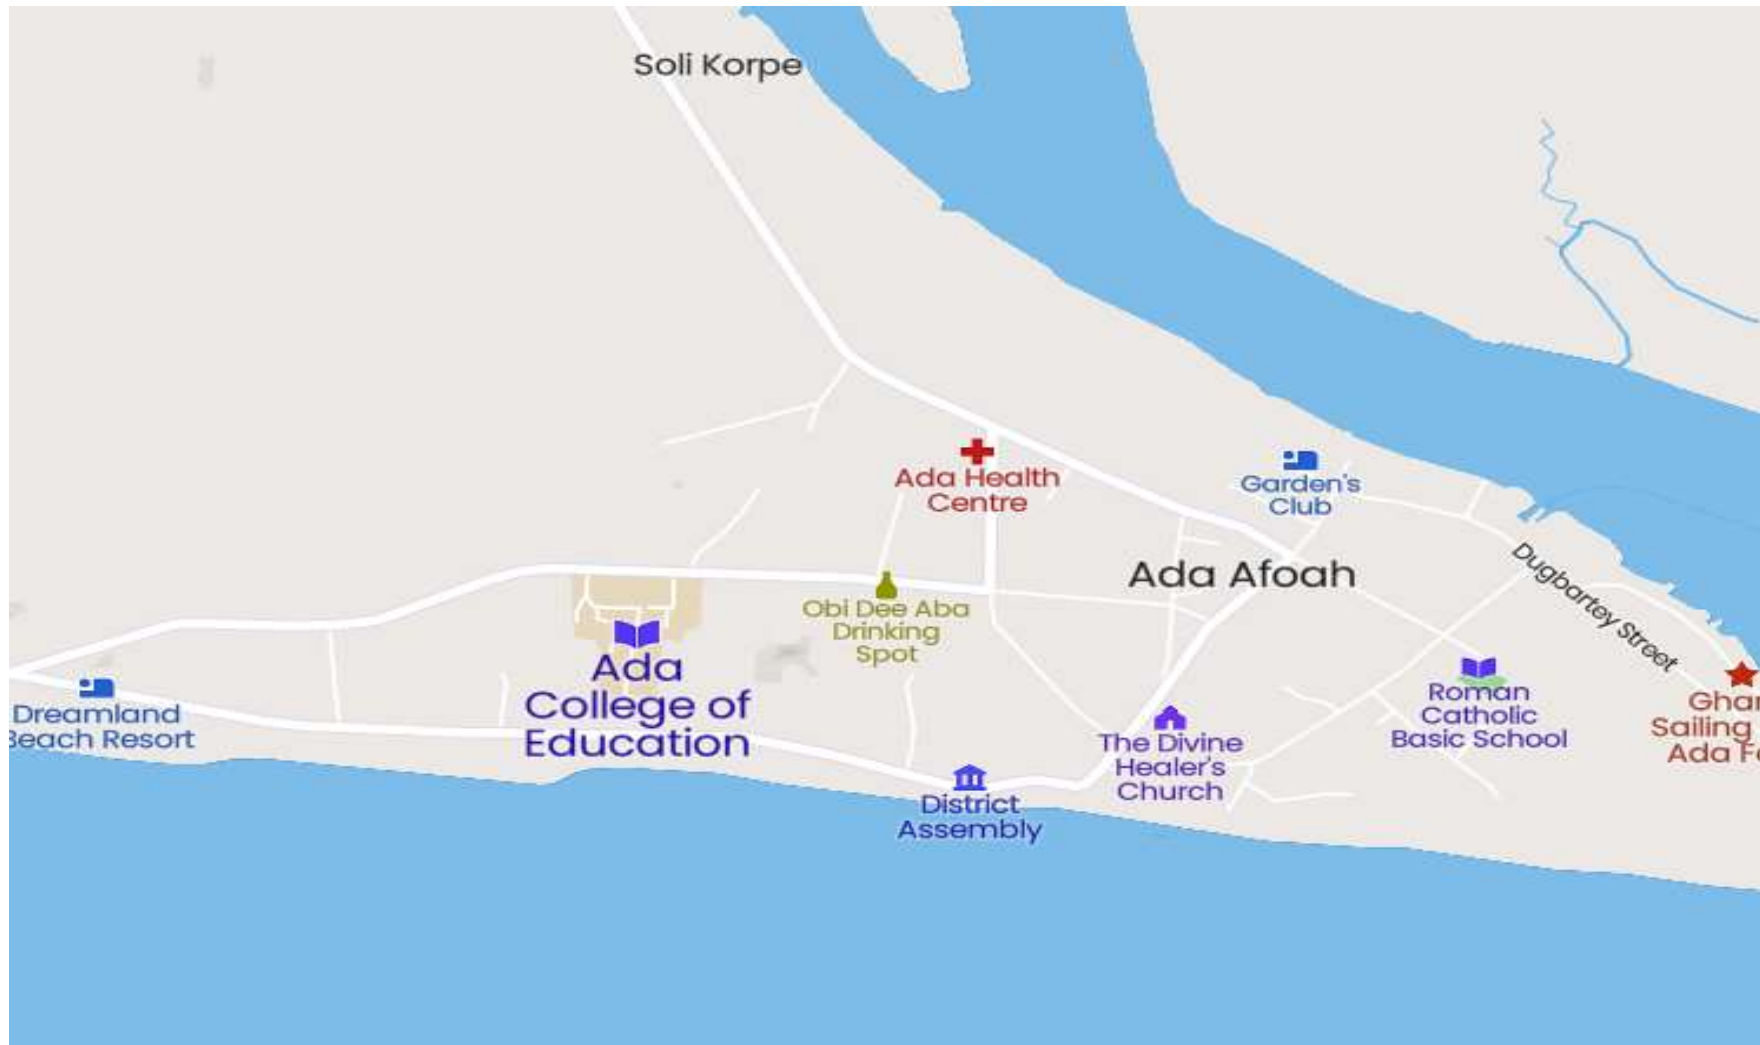 Soli Korpe
Ada Health
Centre
Garden's
Club
Ada Afoah
Dugbartey Street
Obi Dee Aba
Drinking
Spot
Ada
College of
Education
Dreamland
Beach Resort
The Divine
Healer's
Church
Roman
Catholic
Basic School
Sailing
Ada
District
Assembly